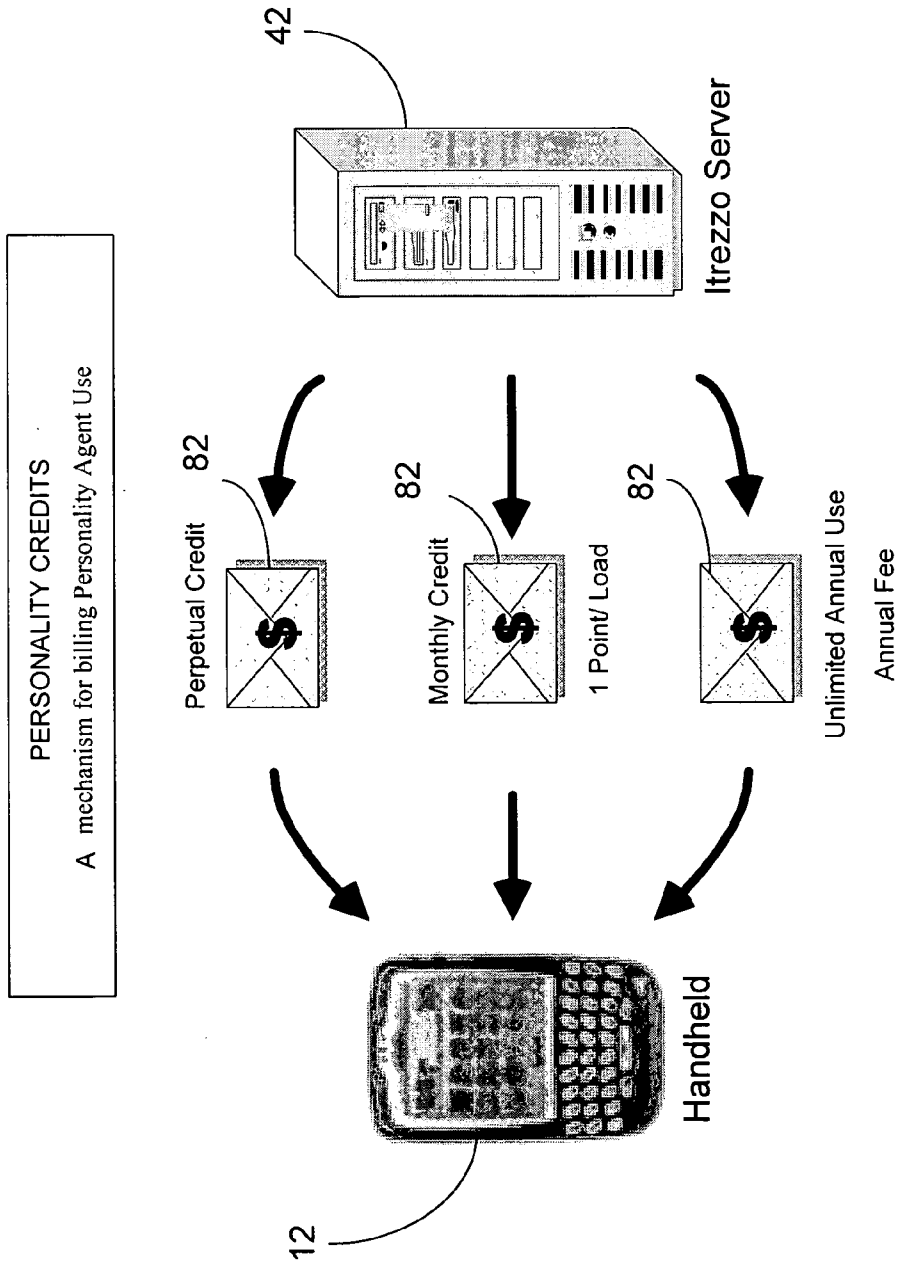 PERSONALITY CREDITS
A mechanism for billing Personality Agent Use
82
Perpetual Credit
$
82
Monthly Credit
$
1 Point/ Load
82
$
Unlimited Annual Use
Annual Fee
12
Handheld
42
Itrezzo Server